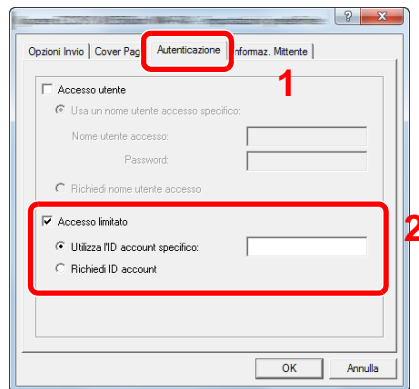 Opzioni Invio Cover Pag Autenticazione nformaz. Mittente
1
Accesso utente
Usa un nome utente accesso specifico:
Nome utente accesso:
Password:
Richiedi nome utente accesso
Accesso limitato
2
Utilizza l'ID account specifico:
Richiedi ID account
OK Annulla